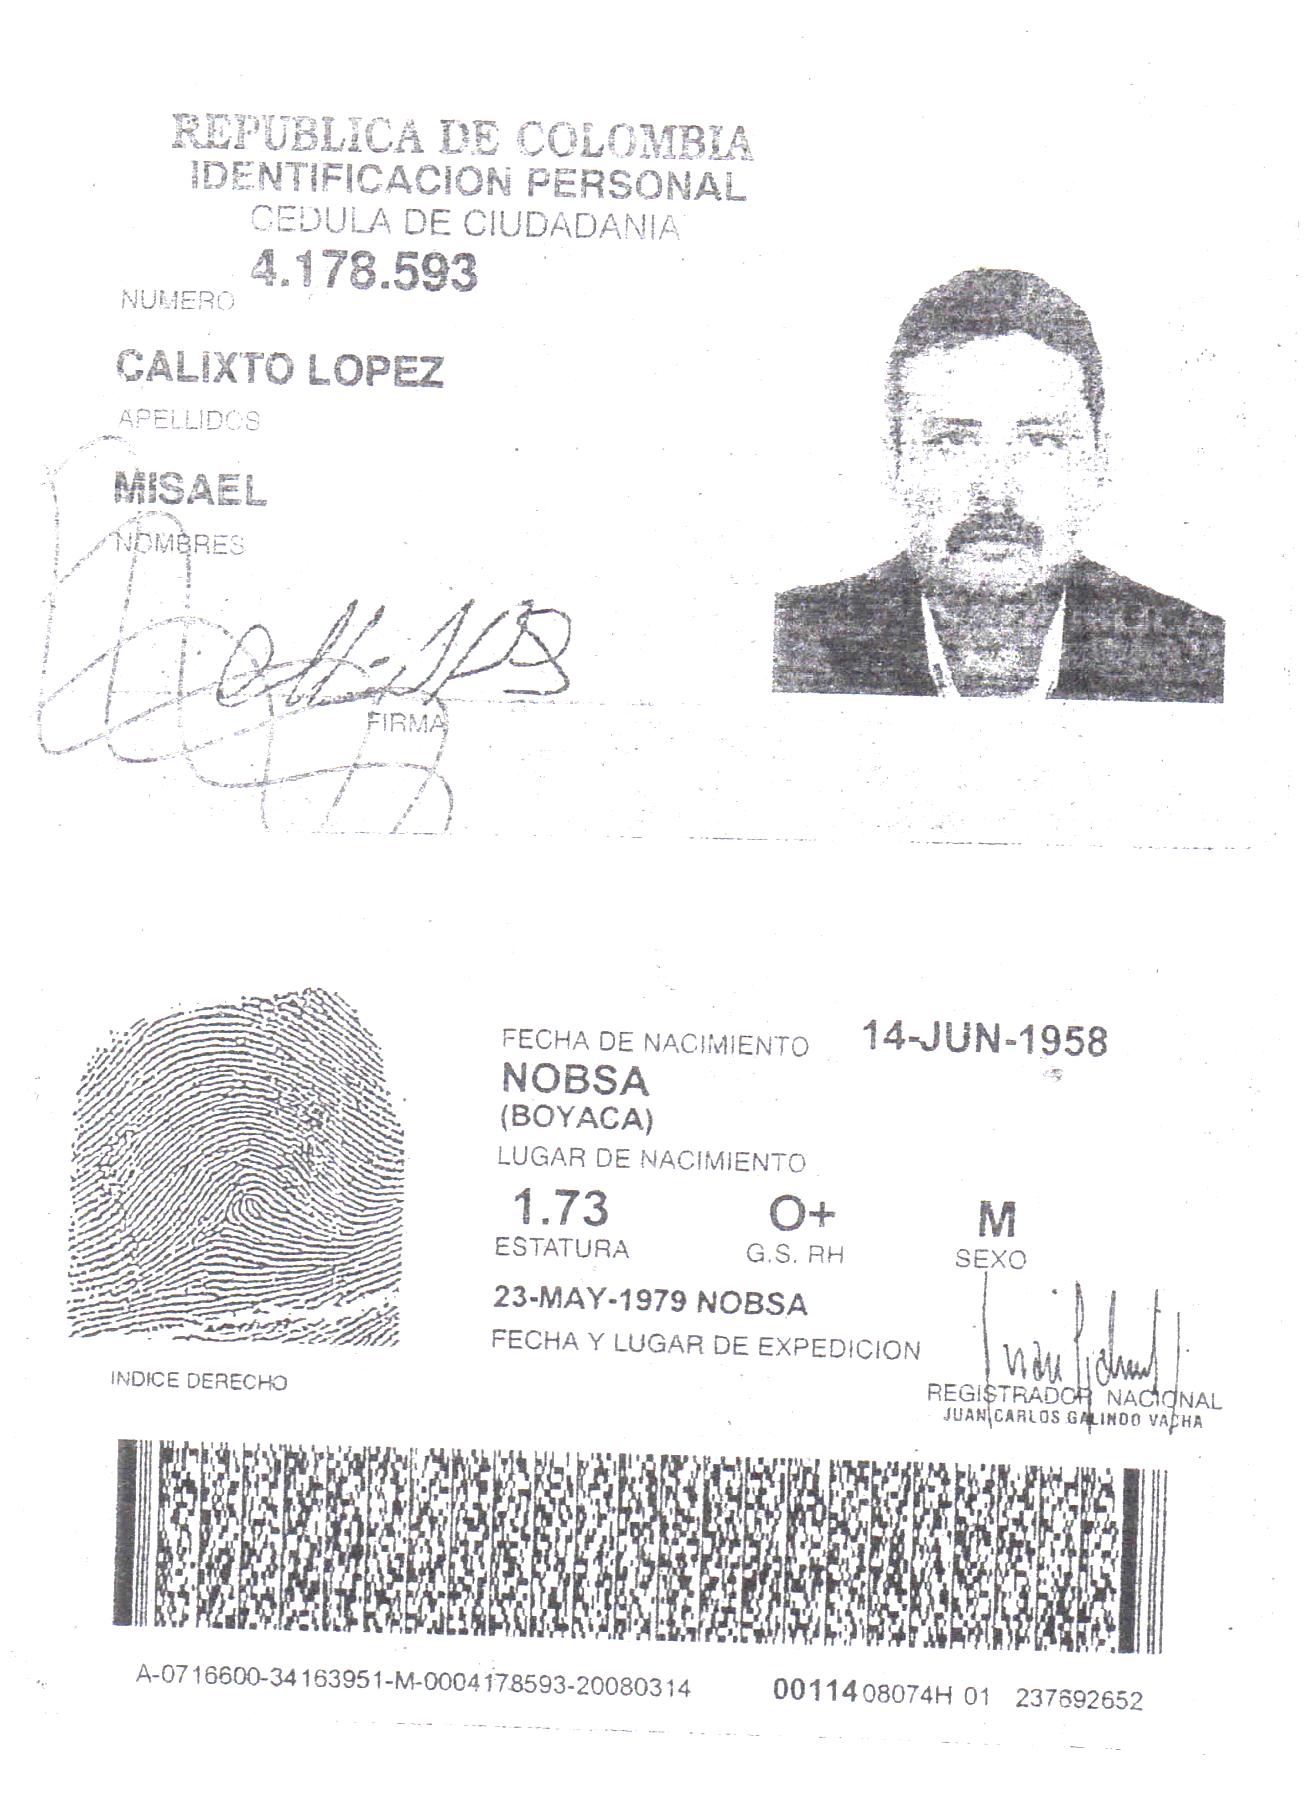 REPUBLICA DE COLOMBIA
IDENTIFICACION PERSONAL
CEDULA DE CIUDADANIA
4.178.593
NUMERO
CALIXTO LOPEZ
APELLIDOS
MISAEL
NOMBRES
FIRMA
FECHA DE NACIMIENTO 14-JUN-1958
NOBSA
(BOYACA)
LUGAR DE NACIMIENTO
1.73 O+ M
ESTATURA G.S. RH SEXO
23-MAY-1979 NOBSA
FECHA Y LUGAR DE EXPEDICION
INDICE DERECHO
REGISTRADOR NACIONAL
JUAN CARLOS GALINDO VACHA
A-0716600-34163951-M-0004178593-20080314 0011408074H 01 237692652